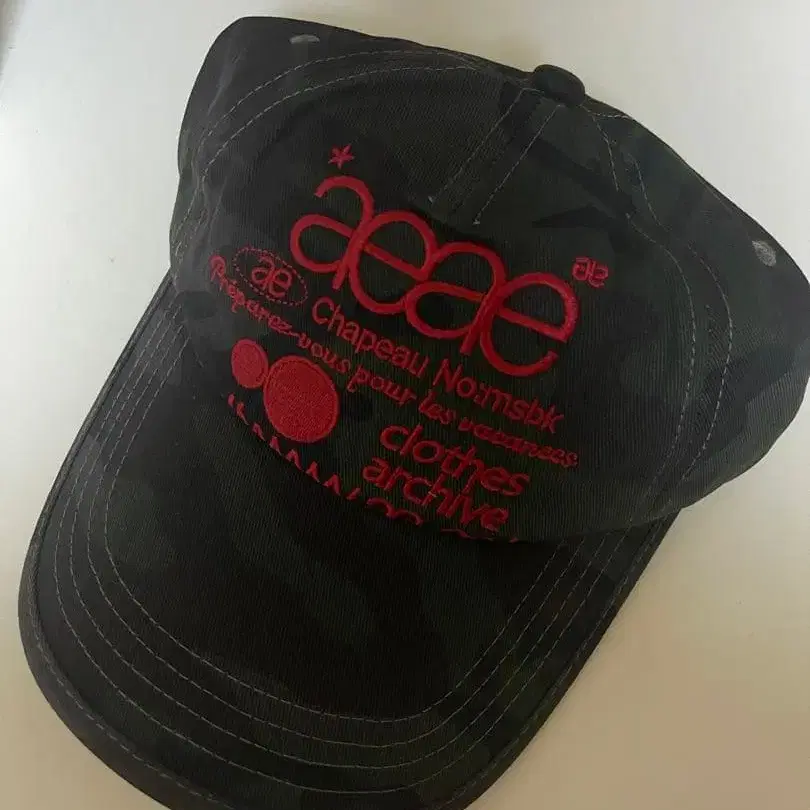 aeae
ae
ae
Chapeau No:msbk
Préparez-vous pour les vacances
clothes
archive